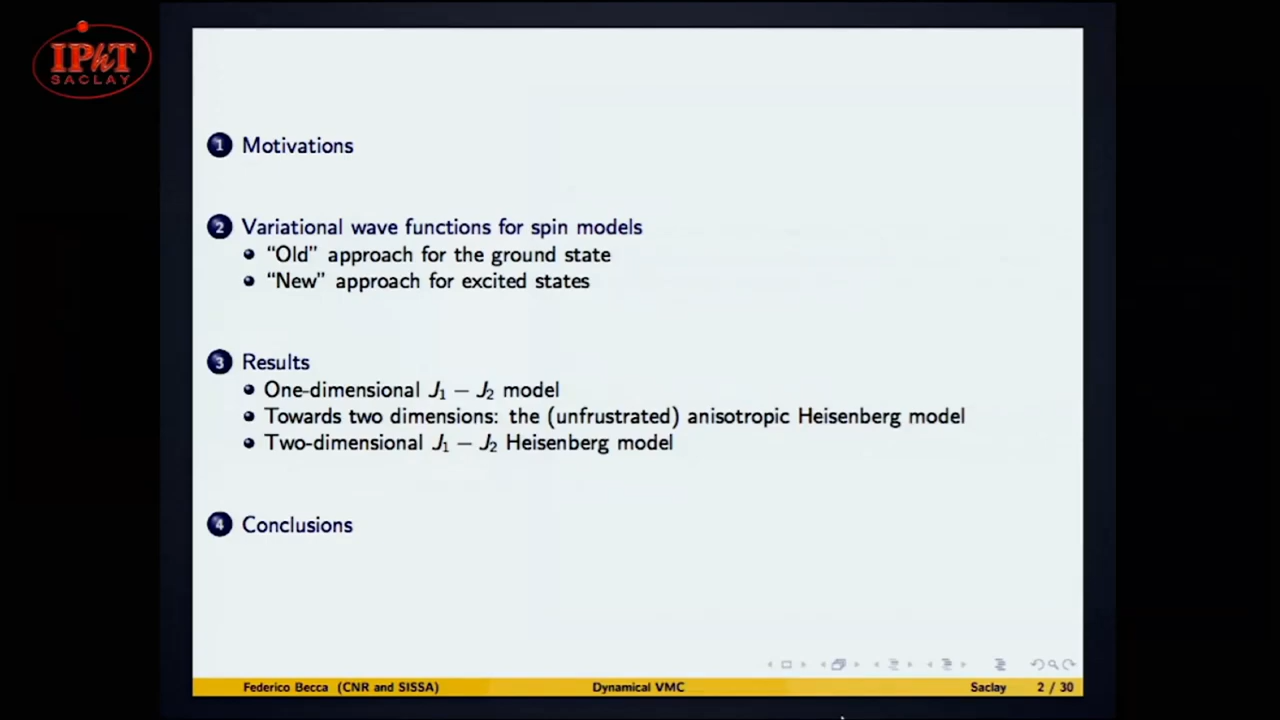 IPhT
SACLAY
1 Motivations
2 Variational wave functions for spin models
“Old” approach for the ground state
“New” approach for excited states
3 Results
One-dimensional J₁ − J₂ model
Towards two dimensions: the (unfrustrated) anisotropic Heisenberg model
Two-dimensional J₁ − J₂ Heisenberg model
4 Conclusions
Federico Becca (CNR and SISSA) Dynamical VMC Saclay 2 / 30